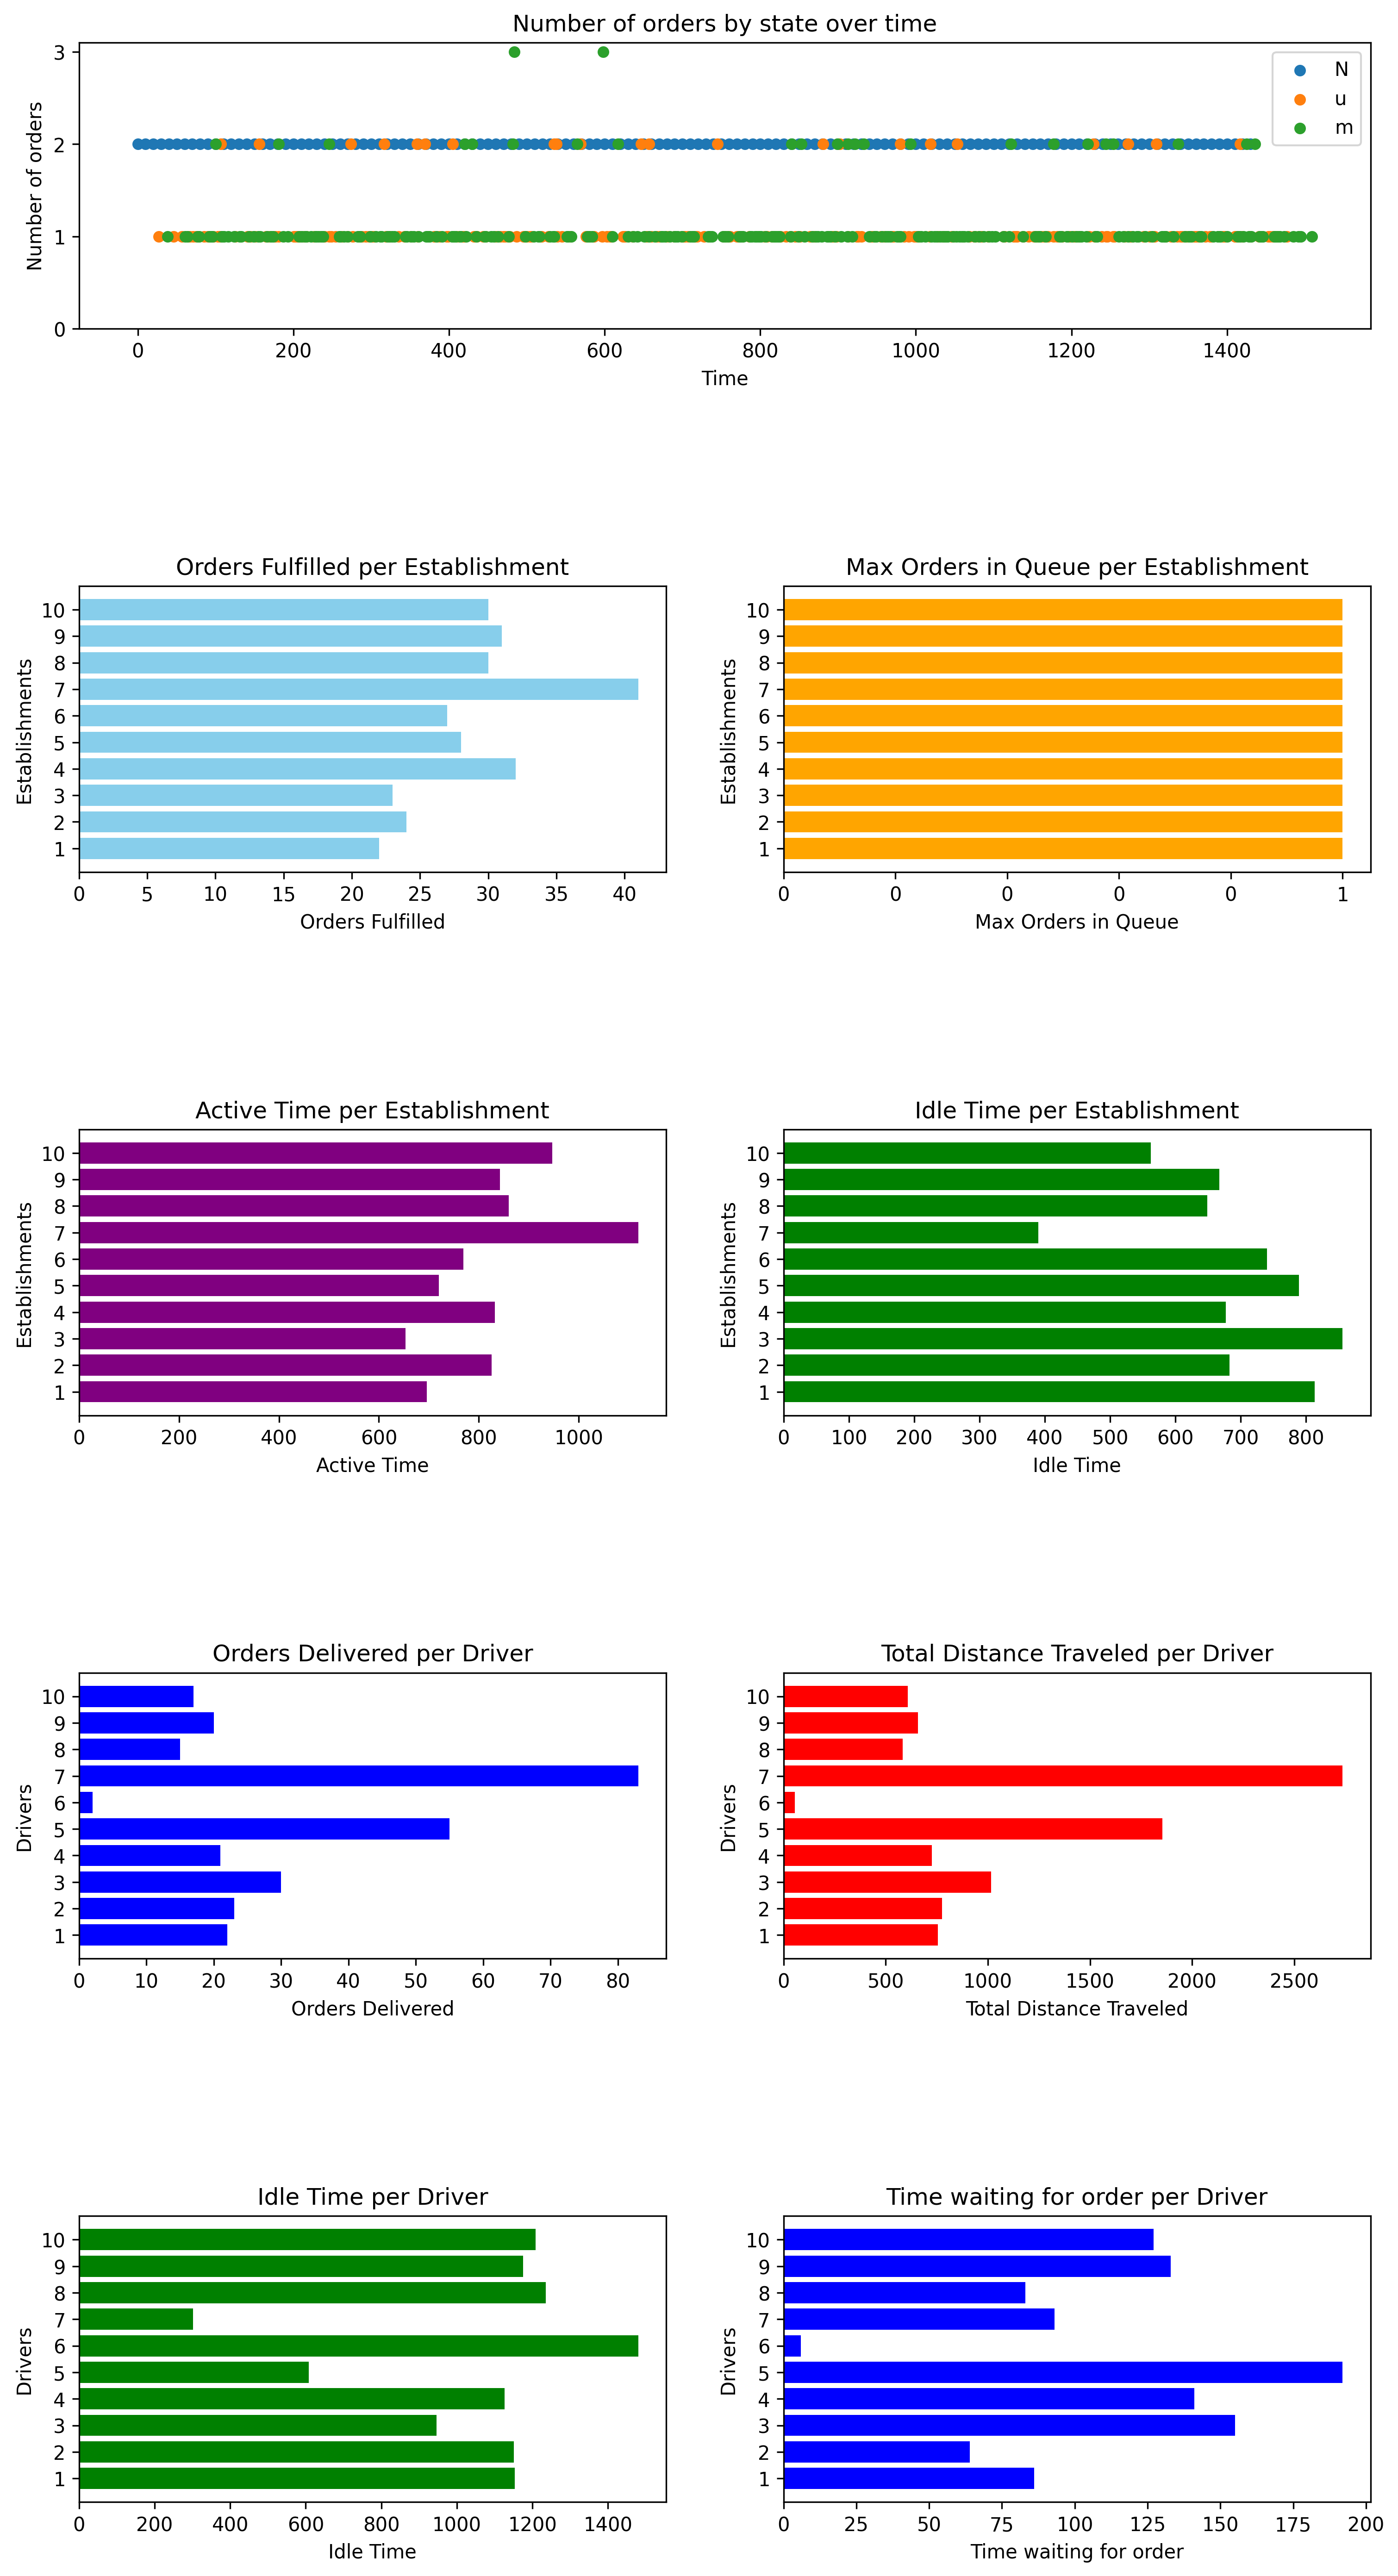 Number of orders by state over time
Number of orders
3
2
1
0
N
u
m
0 200 400 600 800 1000 1200 1400
Time
Orders Fulfilled per Establishment
Establishments
10
9
8
7
6
5
4
3
2
1
0 5 10 15 20 25 30 35 40
Orders Fulfilled
Max Orders in Queue per Establishment
Establishments
10
9
8
7
6
5
4
3
2
1
0 0 0 0 0 1
Max Orders in Queue
Active Time per Establishment
Establishments
10
9
8
7
6
5
4
3
2
1
0 200 400 600 800 1000
Active Time
Idle Time per Establishment
Establishments
10
9
8
7
6
5
4
3
2
1
0 100 200 300 400 500 600 700 800
Idle Time
Orders Delivered per Driver
Drivers
10
9
8
7
6
5
4
3
2
1
0 10 20 30 40 50 60 70 80
Orders Delivered
Total Distance Traveled per Driver
Drivers
10
9
8
7
6
5
4
3
2
1
0 500 1000 1500 2000 2500
Total Distance Traveled
Idle Time per Driver
Drivers
10
9
8
7
6
5
4
3
2
1
0 200 400 600 800 1000 1200 1400
Idle Time
Time waiting for order per Driver
Drivers
10
9
8
7
6
5
4
3
2
1
0 25 50 75 100 125 150 175 200
Time waiting for order